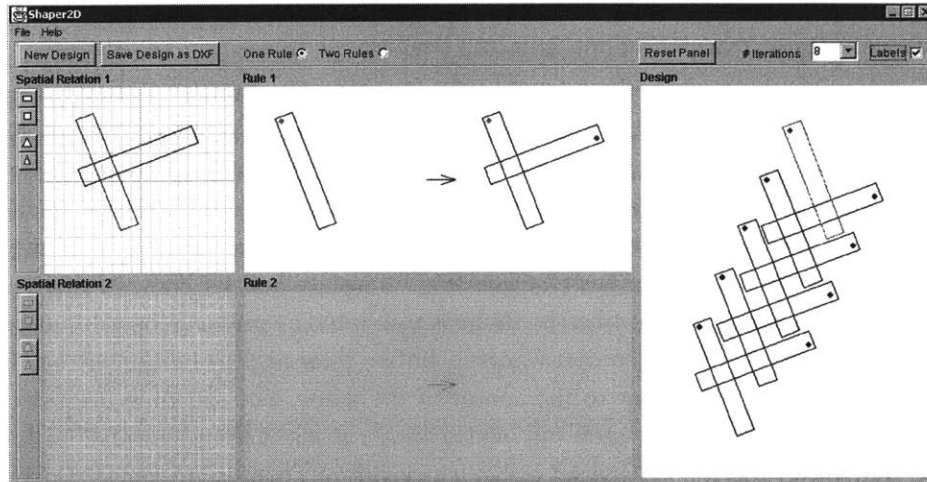 Shaper2D
File Help
New Design Save Design as DXF One Rule Two Rules Reset Panel # Iterations 8 Labels
Spatial Relation 1 Rule 1 Design
Spatial Relation 2 Rule 2